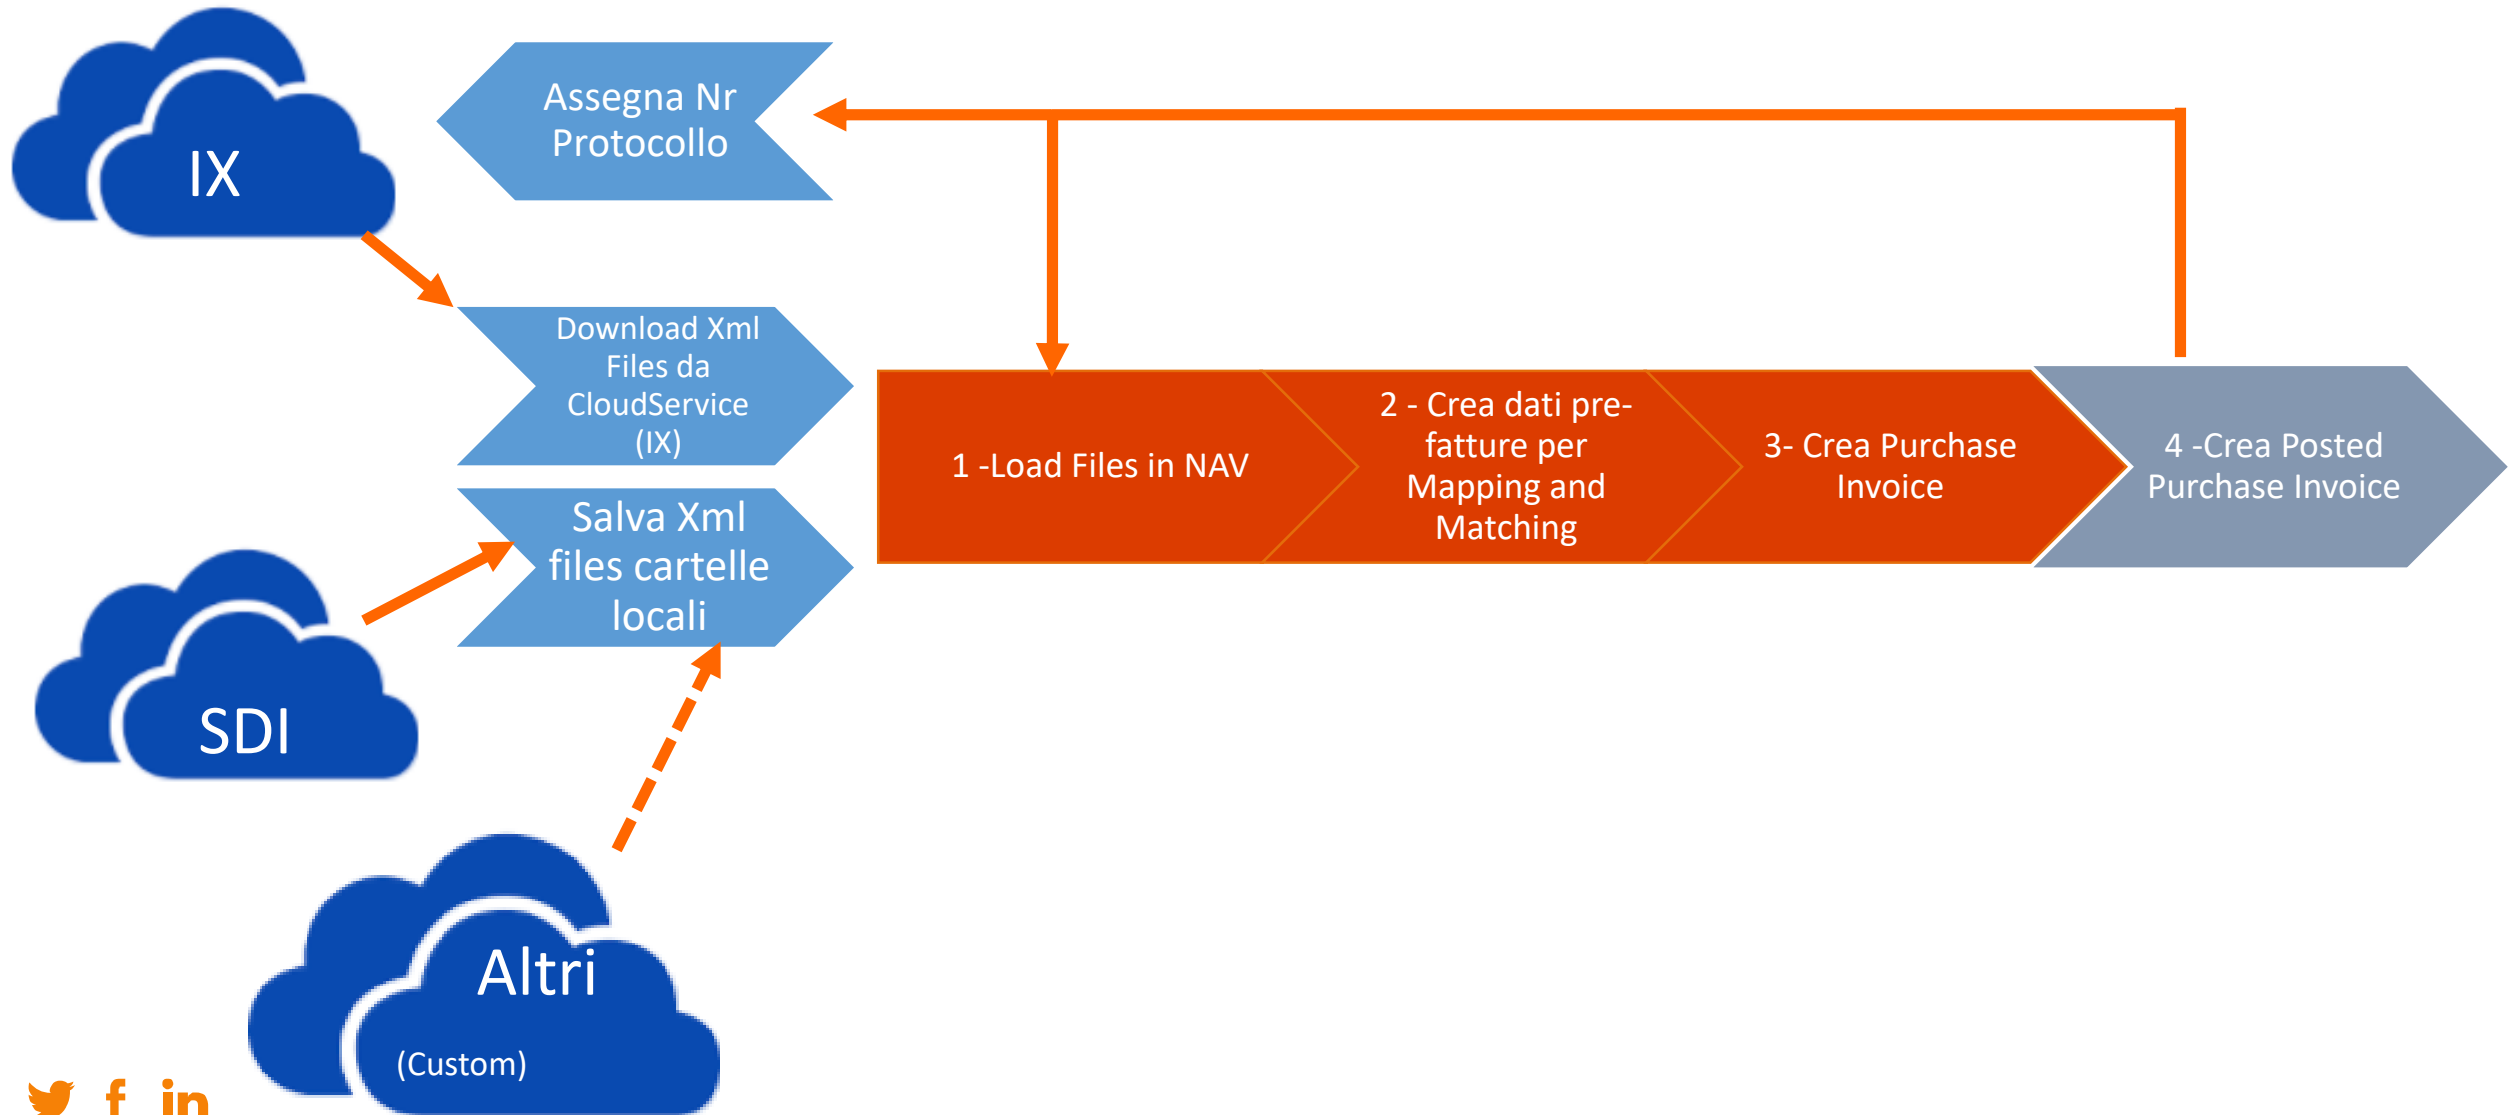 IX
Assegna Nr
Protocollo
Download Xml
Files da
CloudService
(IX)
Salva Xml
files cartelle
locali
SDI
Altri
(Custom)
1 -Load Files in NAV
2 - Crea dati pre-
fatture per
Mapping and
Matching
3- Crea Purchase
Invoice
4 -Crea Posted
Purchase Invoice
f
in